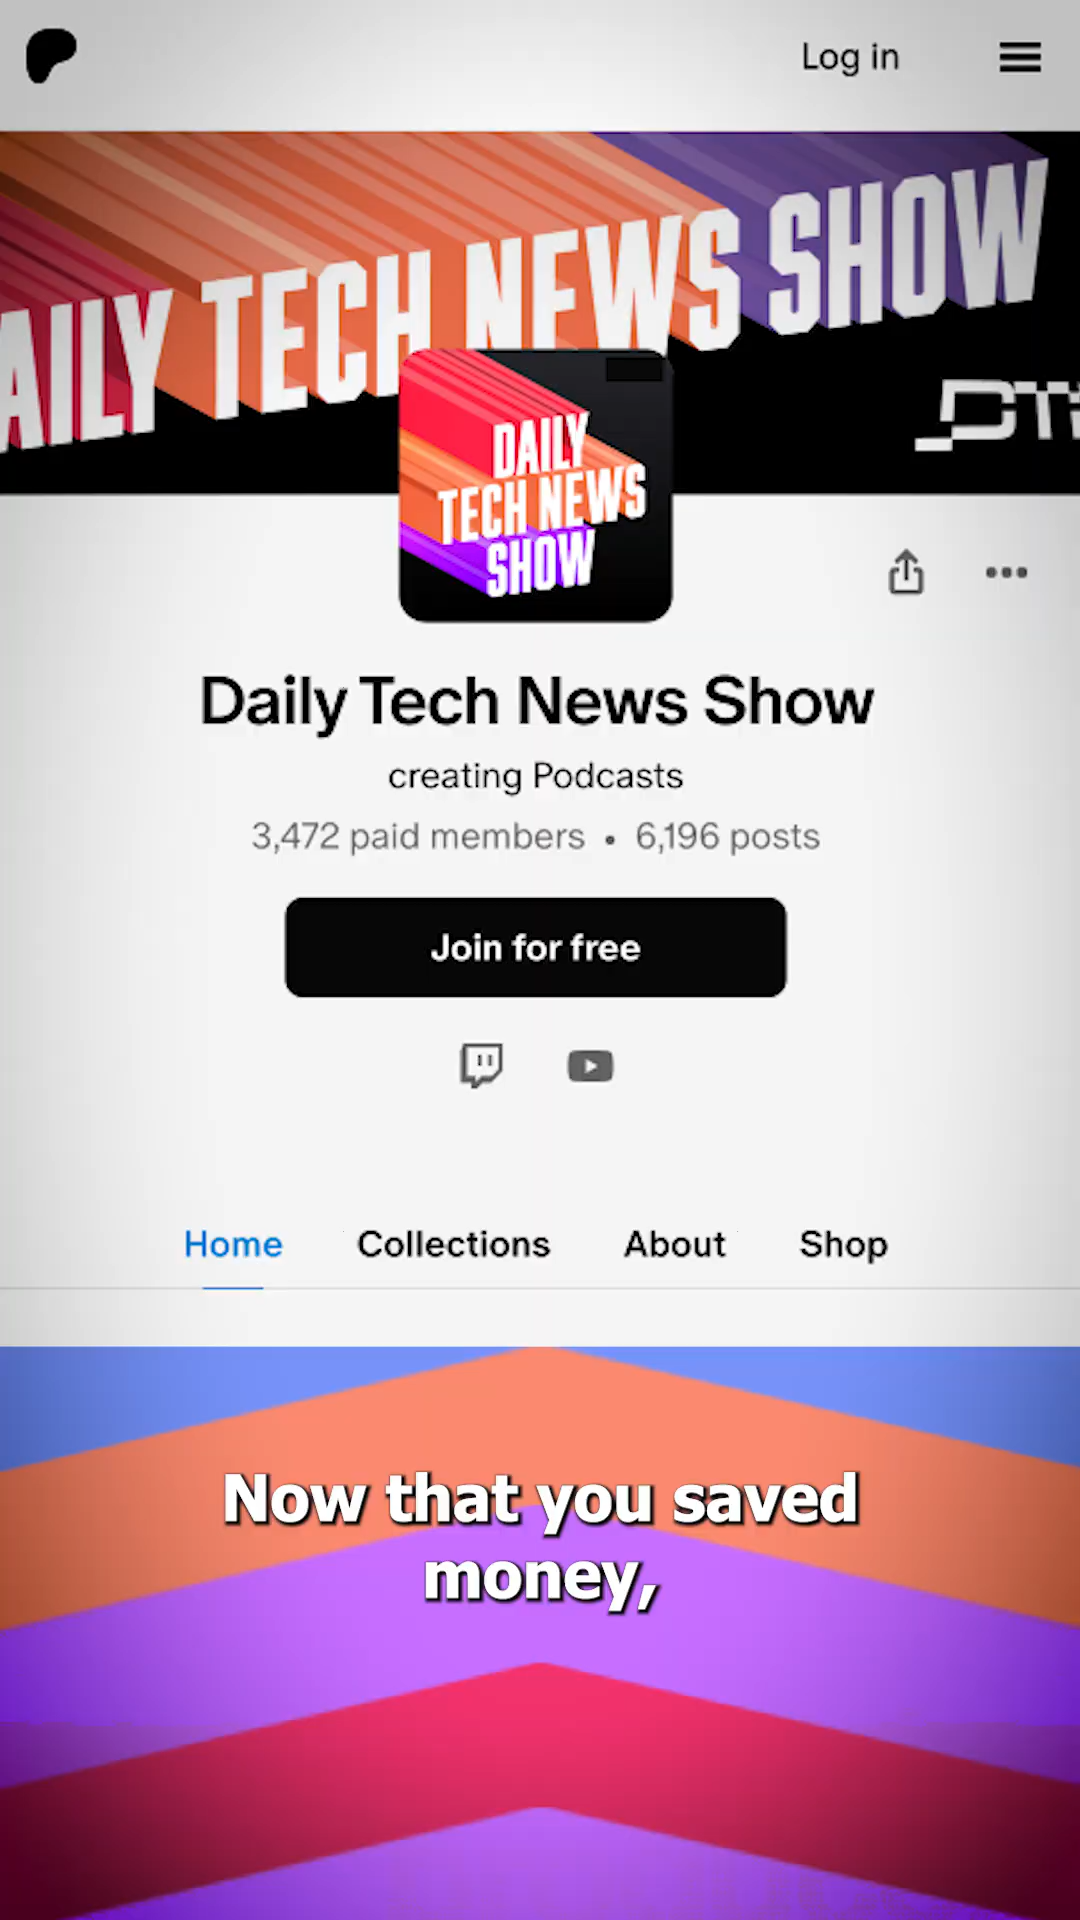 Log in
AILY TECH NEWS SHOW
DAILY
TECH NEWS
SHOW
Daily Tech News Show
creating Podcasts
3,472 paid members • 6,196 posts
Join for free
Home Collections About Shop
Now that you saved
money,